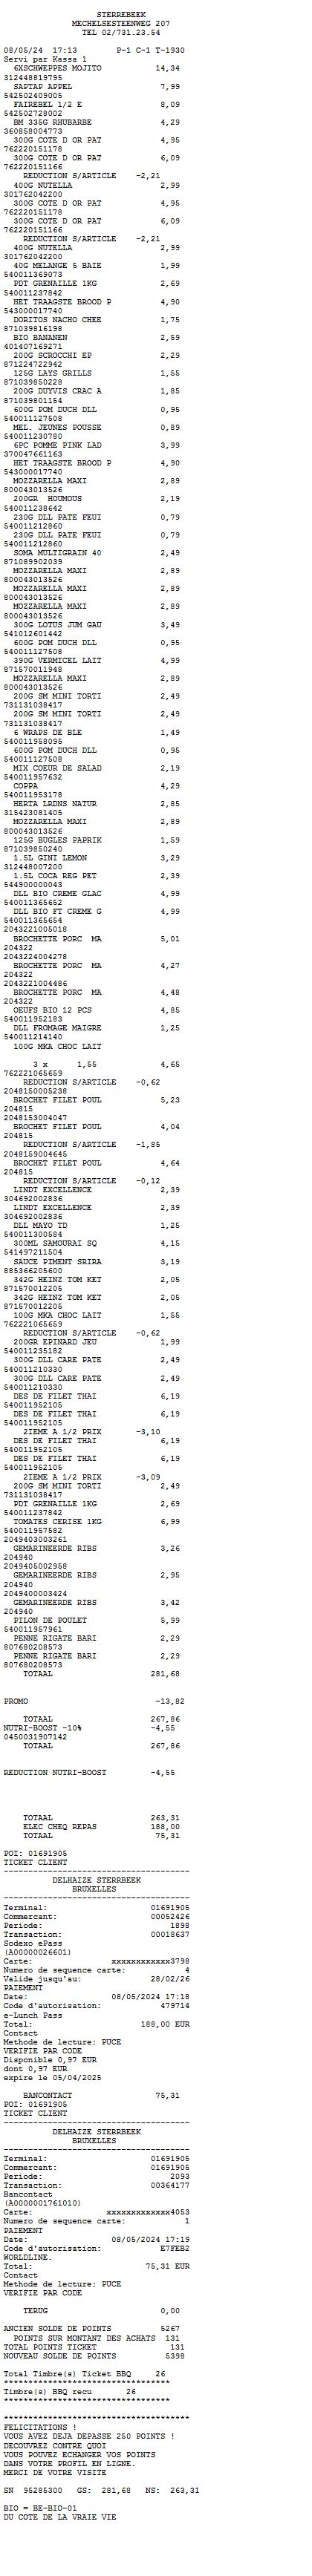 STERREBEEK
MECHELSESTEENWEG 207
TEL 02/731.23.54
08/05/24 17:13 P-1 C-1 T-1930
Servi par Kassa 1
6XSCHWEPPES MOJITO 14,34
312448819795
SAPTAP APPEL 7,99
542502409005
FAIREBEL 1/2 E 8,09
542502728002
BM 335G RHUBARBE 4,29
360858004773
300G COTE D OR PAT 4,95
762220151178
300G COTE D OR PAT 6,09
762220151166
REDUCTION S/ARTICLE -2,21
400G NUTELLA 2,99
301762042200
300G COTE D OR PAT 4,95
762220151178
300G COTE D OR PAT 6,09
762220151166
REDUCTION S/ARTICLE -2,21
400G NUTELLA 2,99
301762042200
40G MELANGE 5 BAIE 1,99
540011369073
PDT GRENAILLE 1KG 2,69
540011237842
HET TRAAGSTE BROOD P 4,90
543000017740
DORITOS NACHO CHEE 1,75
871039816198
BIO BANANEN 2,59
401407169271
200G SCROCCHI EP 2,29
871224722942
125G LAYS GRILLS 1,55
871039850228
200G DUYVIS CRAC A 1,85
871039801154
600G POM DUCH DLL 0,95
540011127508
MEL. JEUNES POUSSE 0,89
540011230780
6PC POMME PINK LAD 3,99
370047661163
HET TRAAGSTE BROOD P 4,90
543000017740
MOZZARELLA MAXI 2,89
800043013526
200GR HOUMOUS 2,19
540011238642
230G DLL PATE FEUI 0,79
540011212860
230G DLL PATE FEUI 0,79
540011212860
SOMA MULTIGRAIN 40 2,49
871089902039
MOZZARELLA MAXI 2,89
800043013526
MOZZARELLA MAXI 2,89
800043013526
MOZZARELLA MAXI 2,89
800043013526
300G LOTUS JUM GAU 3,49
541012601442
600G POM DUCH DLL 0,95
540011127508
390G VERMICEL LAIT 4,99
871570011948
MOZZARELLA MAXI 2,89
800043013526
200G SM MINI TORTI 2,49
731131038417
200G SM MINI TORTI 2,49
731131038417
6 WRAPS DE BLE 1,49
540011958095
600G POM DUCH DLL 0,95
540011127508
MIX COEUR DE SALAD 2,19
540011957632
COPPA 4,29
540011953178
HERTA LRDNS NATUR 2,85
315423081405
MOZZARELLA MAXI 2,89
800043013526
125G BUGLES PAPRIK 1,59
871039850240
1.5L GINI LEMON 3,29
312448007200
1.5L COCA REG PET 2,39
544900000043
DLL BIO CREME GLAC 4,99
540011365652
DLL BIO FT CREME G 4,99
540011365654
2043221005018
BROCHETTE PORC MA 5,01
204322
2043224004278
BROCHETTE PORC MA 4,27
204322
2043221004486
BROCHETTE PORC MA 4,48
204322
OEUFS BIO 12 PCS 4,85
540011952183
DLL FROMAGE MAIGRE 1,25
540011214140
100G MKA CHOC LAIT
3 x 1,55 4,65
762221065659
REDUCTION S/ARTICLE -0,62
2048150005238
BROCHET FILET POUL 5,23
204815
2048153004047
BROCHET FILET POUL 4,04
204815
REDUCTION S/ARTICLE -1,85
2048159004645
BROCHET FILET POUL 4,64
204815
REDUCTION S/ARTICLE -0,12
LINDT EXCELLENCE 2,39
304692002836
LINDT EXCELLENCE 2,39
304692002836
DLL MAYO TD 1,25
540011300584
300ML SAMOURAI SQ 4,15
541497211504
SAUCE PIMENT SRIRA 3,19
885366205600
342G HEINZ TOM KET 2,05
871570012205
342G HEINZ TOM KET 2,05
871570012205
100G MKA CHOC LAIT 1,55
762221065659
REDUCTION S/ARTICLE -0,62
200GR EPINARD JEU 1,99
540011235182
300G DLL CARE PATE 2,49
540011210330
300G DLL CARE PATE 2,49
540011210330
DES DE FILET THAI 6,19
540011952105
DES DE FILET THAI 6,19
540011952105
2IEME A 1/2 PRIX -3,10
DES DE FILET THAI 6,19
540011952105
DES DE FILET THAI 6,19
540011952105
2IEME A 1/2 PRIX -3,09
200G SM MINI TORTI 2,49
731131038417
PDT GRENAILLE 1KG 2,69
540011237842
TOMATES CERISE 1KG 6,99
540011957582
2049403003261
GEMARINEERDE RIBS 3,26
204940
2049405002958
GEMARINEERDE RIBS 2,95
204940
2049400003424
GEMARINEERDE RIBS 3,42
204940
PILON DE POULET 5,99
540011957961
PENNE RIGATE BARI 2,29
807680208573
PENNE RIGATE BARI 2,29
807680208573
TOTAAL 281,68
PROMO -13,82
TOTAAL 267,86
NUTRI-BOOST -10% -4,55
0450031907142
TOTAAL 267,86
REDUCTION NUTRI-BOOST -4,55
TOTAAL 263,31
ELEC CHEQ REPAS 188,00
TOTAAL 75,31
POI: 01691905
TICKET CLIENT
--------------------------------------
DELHAIZE STERRBEEK
BRUXELLES
--------------------------------------
Terminal: 01691905
Commercant: 00052426
Periode: 1898
Transaction: 00018637
Sodexo ePass
(A00000026601)
Carte: xxxxxxxxxxxx3798
Numero de sequence carte: 4
Valide jusqu'au: 28/02/26
PAIEMENT
Date: 08/05/2024 17:18
Code d'autorisation: 479714
e-Lunch Pass
Total: 188,00 EUR
Contact
Methode de lecture: PUCE
VERIFIE PAR CODE
Disponible 0,97 EUR
dont 0,97 EUR
expire le 05/04/2025
BANCONTACT 75,31
POI: 01691905
TICKET CLIENT
--------------------------------------
DELHAIZE STERRBEEK
BRUXELLES
--------------------------------------
Terminal: 01691905
Commercant: 01691905
Periode: 2093
Transaction: 00364177
Bancontact
(A0000001761010)
Carte: xxxxxxxxxxxxx4053
Numero de sequence carte: 1
PAIEMENT
Date: 08/05/2024 17:19
Code d'autorisation: E7FEB2
WORLDLINE.
Total: 75,31 EUR
Contact
Methode de lecture: PUCE
VERIFIE PAR CODE
TERUG 0,00
ANCIEN SOLDE DE POINTS 5267
POINTS SUR MONTANT DES ACHATS 131
TOTAL POINTS TICKET 131
NOUVEAU SOLDE DE POINTS 5398
Total Timbre(s) Ticket BBQ 26
**********************************
Timbre(s) BBQ recu 26
**********************************
**************************************
FELICITATIONS !
VOUS AVEZ DEJA DEPASSE 250 POINTS !
DECOUVREZ CONTRE QUOI
VOUS POUVEZ ECHANGER VOS POINTS
DANS VOTRE PROFIL EN LIGNE.
MERCI DE VOTRE VISITE
SN 95285300 GS: 281,68 NS: 263,31
BIO = BE-BIO-01
DU COTE DE LA VRAIE VIE